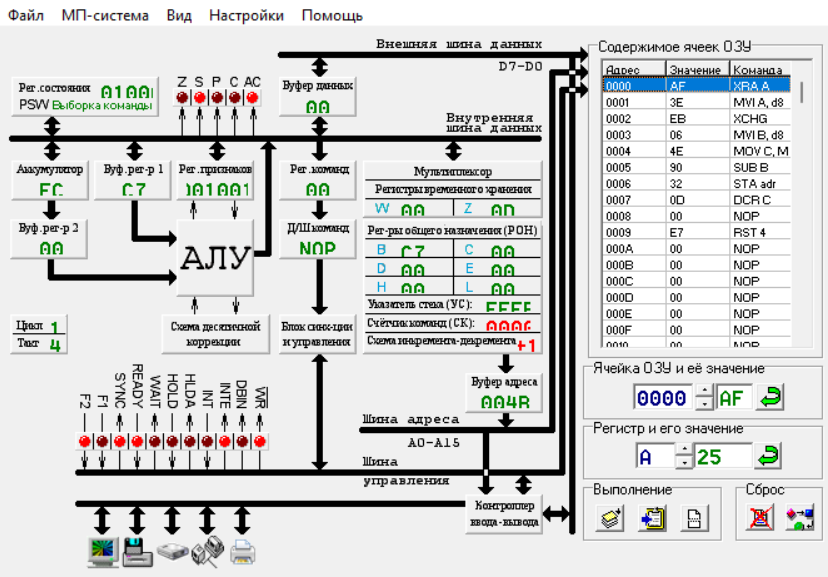 Файл МП-система Вид Настройки Помощь
Внешняя шина данных
D7-D0
Рег.состояния
PSW Выборка команды
Z S P C AC
Буфер данных
00
Внутренняя
шина данных
Аккумулятор
Буф.рег-р 1
C7
Рег.признаков
Рег.команд
00
Мультиплексор
Регистры временного хранения
W 00 Z 0D
Буф.рег-р 2
00
АЛУ
Д/Ш команд
NOP
Рег-ры общего назначения (РОН)
B C7 C 00
D 00 E 00
H 00 L 00
Указатель стека (УС): FFFF
Счётчик команд (СК):
Схема инкремента-декремента +1
Цикл 1
Такт 4
Схема десятичной
коррекции
Блок синх-ции
и управления
Буфер адреса
004B
Шина адреса
A0-A15
F2 F1 SYNC READY WAIT HOLD HLDA INT INTE DBIN WR
Шина
управления
Контроллер
ввода-вывода
Содержимое ячеек ОЗУ
Адрес Значение Команда
0000 AF XRA A
0001 3E MVI A, d8
0002 EB XCHG
0003 06 MVI B, d8
0004 4E MOV C, M
0005 90 SUB B
0006 32 STA adr
0007 0D DCR C
0008 00 NOP
0009 E7 RST 4
000A 00 NOP
000B 00 NOP
000C 00 NOP
000D 00 NOP
000E 00 NOP
000F 00 NOP
0010 00 NOP
Ячейка ОЗУ и её значение
0000 AF
Регистр и его значение
A 25
Выполнение
Сброс